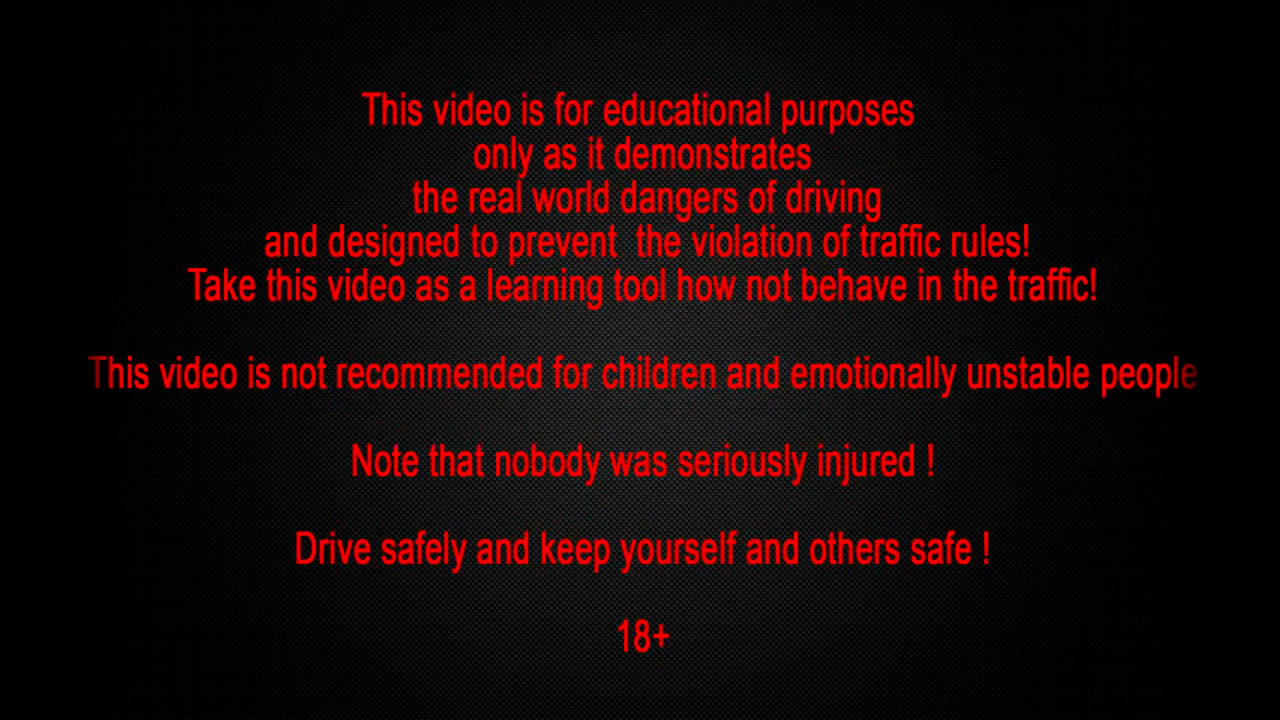 This video is for educational purposes
only as it demonstrates
the real world dangers of driving
and designed to prevent  the violation of traffic rules!
Take this video as a learning tool how not behave in the traffic!
This video is not recommended for children and emotionally unstable people
Note that nobody was seriously injured !
Drive safely and keep yourself and others safe !
18+